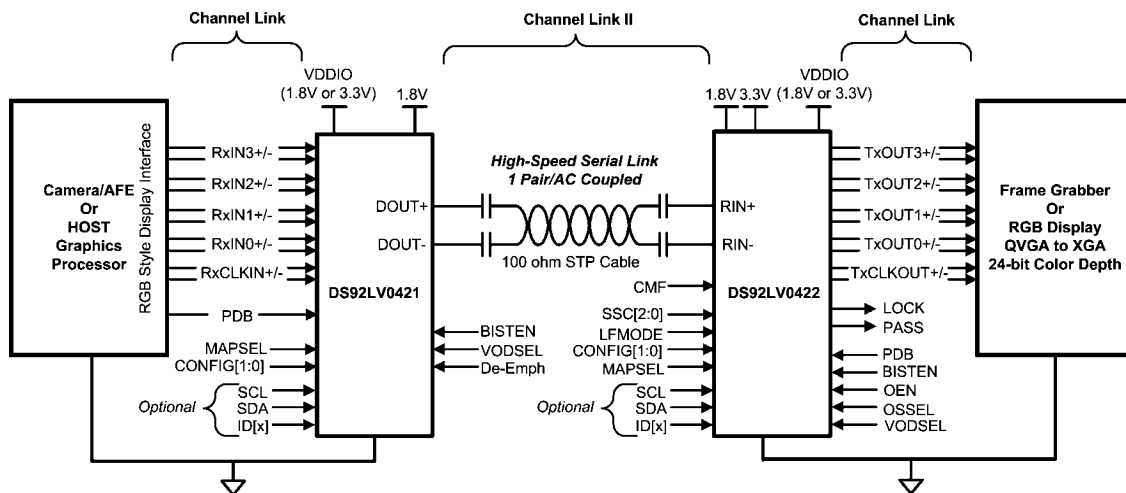 Channel Link
Channel Link II
Channel Link
VDDIO
(1.8V or 3.3V)
1.8V
1.8V
3.3V
VDDIO
(1.8V or 3.3V)
Camera/AFE
Or
HOST
Graphics
Processor
RGB Style Display Interface
RxIN3+/-
RxIN2+/-
RxIN1+/-
RxIN0+/-
RxCLKIN+/-
PDB
MAPSEL
CONFIG[1:0]
Optional
SCL
SDA
ID[x]
DOUT+
DOUT-
DS92LV0421
BISTEN
VODSEL
De-Emph
High-Speed Serial Link
1 Pair/AC Coupled
100 ohm STP Cable
CMF
SSC[2:0]
LFMODE
CONFIG[1:0]
MAPSEL
Optional
SCL
SDA
ID[x]
RIN+
RIN-
DS92LV0422
TxOUT3+/-
TxOUT2+/-
TxOUT1+/-
TxOUT0+/-
TxCLKOUT+/-
LOCK
PASS
PDB
BISTEN
OEN
OSSEL
VODSEL
Frame Grabber
Or
RGB Display
QVGA to XGA
24-bit Color Depth